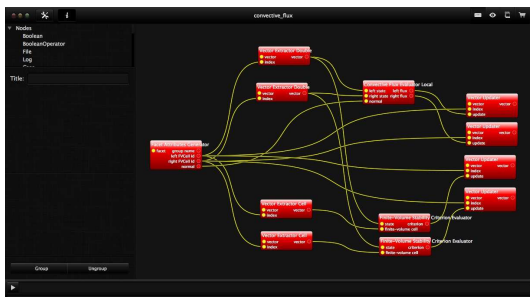 convective_flux
i
Nodes
Boolean
BooleanOperator
File
Log
Title:
Group
Ungroup
Vector Extractor Double
vector vector
index
Vector Extractor Double
vector vector
index
Convective Flux Evaluator Local
left state left flux
right state right flux
normal
Vector Updater
vector vector
index
update
Vector Updater
vector vector
index
update
Facet Attributes Generator
facet group name
left FVCell Id
right FVCell Id
normal
Vector Updater
vector vector
index
update
Vector Updater
vector vector
index
update
Vector Extractor Cell
vector vector
index
Finite-Volume Stability Criterion Evaluator
state criterion
finite-volume cell
Vector Extractor Cell
vector vector
index
Finite-Volume Stability Criterion Evaluator
state criterion
finite-volume cell